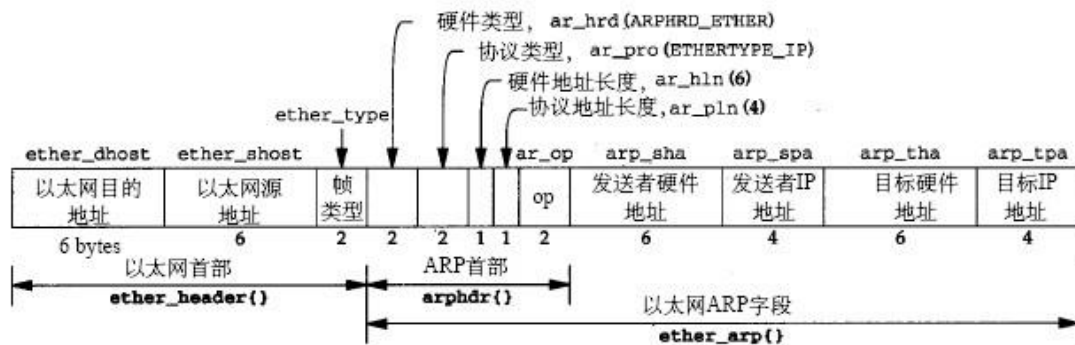 硬件类型, ar_hrd(ARPHRD_ETHER)
协议类型, ar_pro(ETHERTYPE_IP)
硬件地址长度, ar_hln(6)
协议地址长度,ar_pln(4)
ether_type
ether_dhost ether_shost ar_op arp_sha arp_spa arp_tha arp_tpa
以太网目的 以太网源 帧 op 发送者硬件 发送者IP 目标硬件 目标IP
地址 地址 类型 地址 地址 地址 地址
6 bytes 6 2 2 2 1 1 2 6 4 6 4
以太网首部 ARP首部
ether_header{} arphdr{}
以太网ARP字段
ether_arp{}